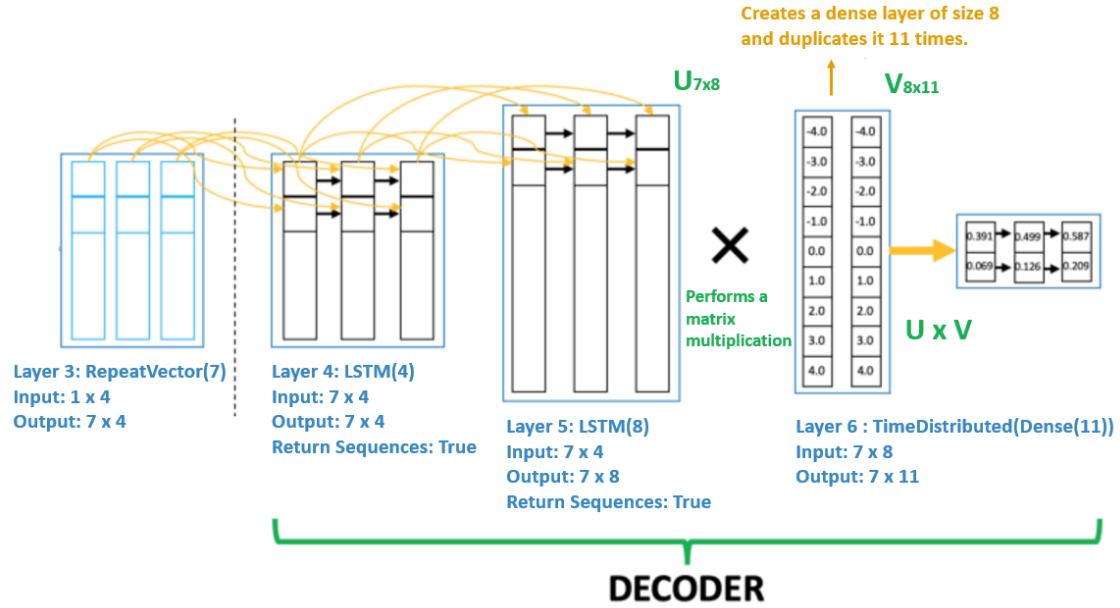 Creates a dense layer of size 8
and duplicates it 11 times.
U7x8
V8x11
-4.0 -4.0
-3.0 -3.0
-2.0 -2.0
-1.0 -1.0
0.0 0.0
1.0 1.0
2.0 2.0
3.0 3.0
4.0 4.0
0.391 0.499 0.587
0.069 0.126 0.209
Performs a
matrix
multiplication
U x V
Layer 3: RepeatVector(7)
Input: 1 x 4
Output: 7 x 4
Layer 4: LSTM(4)
Input: 7 x 4
Output: 7 x 4
Return Sequences: True
Layer 5: LSTM(8)
Input: 7 x 4
Output: 7 x 8
Return Sequences: True
Layer 6 : TimeDistributed(Dense(11))
Input: 7 x 8
Output: 7 x 11
DECODER